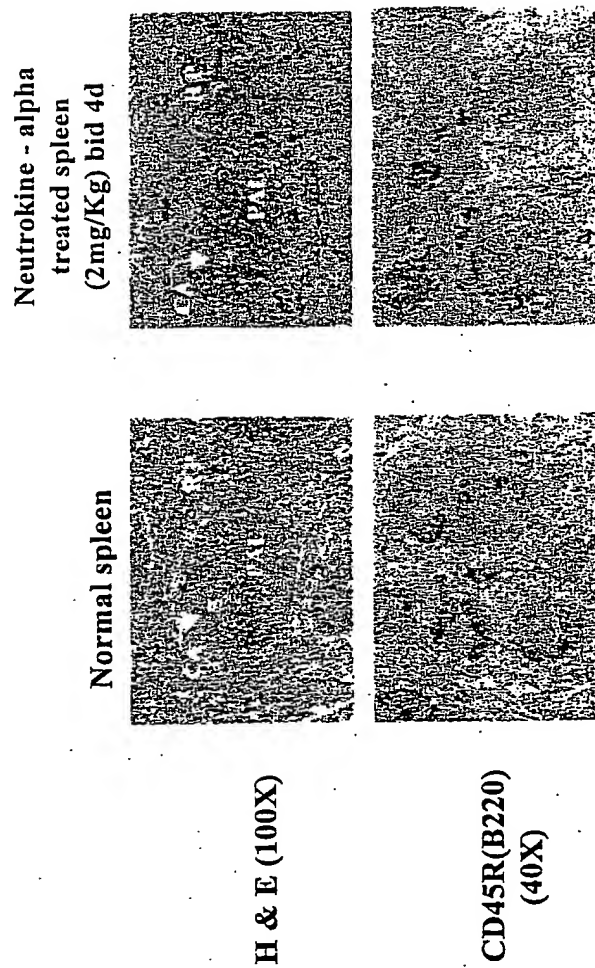 Normal spleen
Neutrokine - alpha
treated spleen
(2mg/Kg) bid 4d
H & E (100X)
CD45R(B220)
(40X)